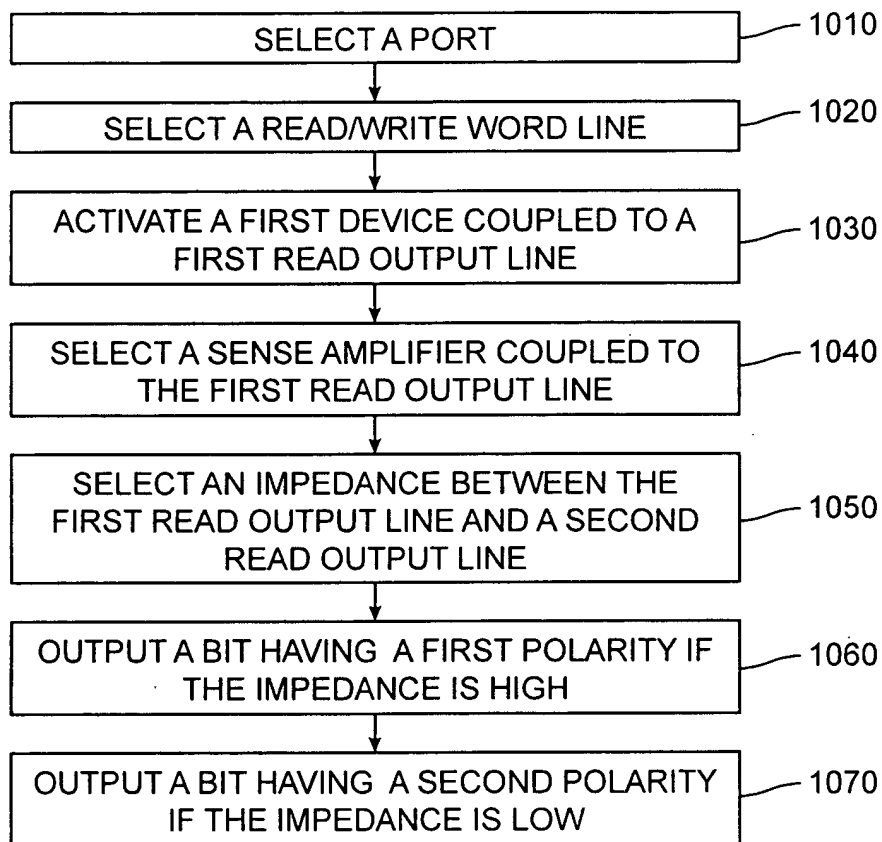 SELECT A PORT
1010
SELECT A READ/WRITE WORD LINE
1020
ACTIVATE A FIRST DEVICE COUPLED TO A
FIRST READ OUTPUT LINE
1030
SELECT A SENSE AMPLIFIER COUPLED TO
THE FIRST READ OUTPUT LINE
1040
SELECT AN IMPEDANCE BETWEEN THE
FIRST READ OUTPUT LINE AND A SECOND
READ OUTPUT LINE
1050
OUTPUT A BIT HAVING A FIRST POLARITY IF
THE IMPEDANCE IS HIGH
1060
OUTPUT A BIT HAVING A SECOND POLARITY
IF THE IMPEDANCE IS LOW
1070